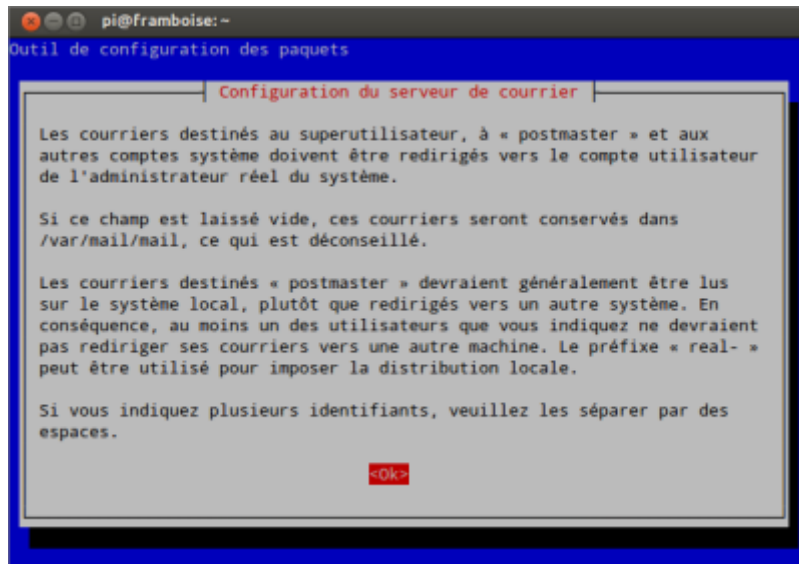 pi@framboise: ~
Outil de configuration des paquets
Configuration du serveur de courrier
Les courriers destinés au superutilisateur, à « postmaster » et aux
autres comptes système doivent être redirigés vers le compte utilisateur
de l'administrateur réel du système.
Si ce champ est laissé vide, ces courriers seront conservés dans
/var/mail/mail, ce qui est déconseillé.
Les courriers destinés « postmaster » devraient généralement être lus
sur le système local, plutôt que redirigés vers un autre système. En
conséquence, au moins un des utilisateurs que vous indiquez ne devraient
pas rediriger ses courriers vers une autre machine. Le préfixe « real- »
peut être utilisé pour imposer la distribution locale.
Si vous indiquez plusieurs identifiants, veuillez les séparer par des
espaces.
<Ok>